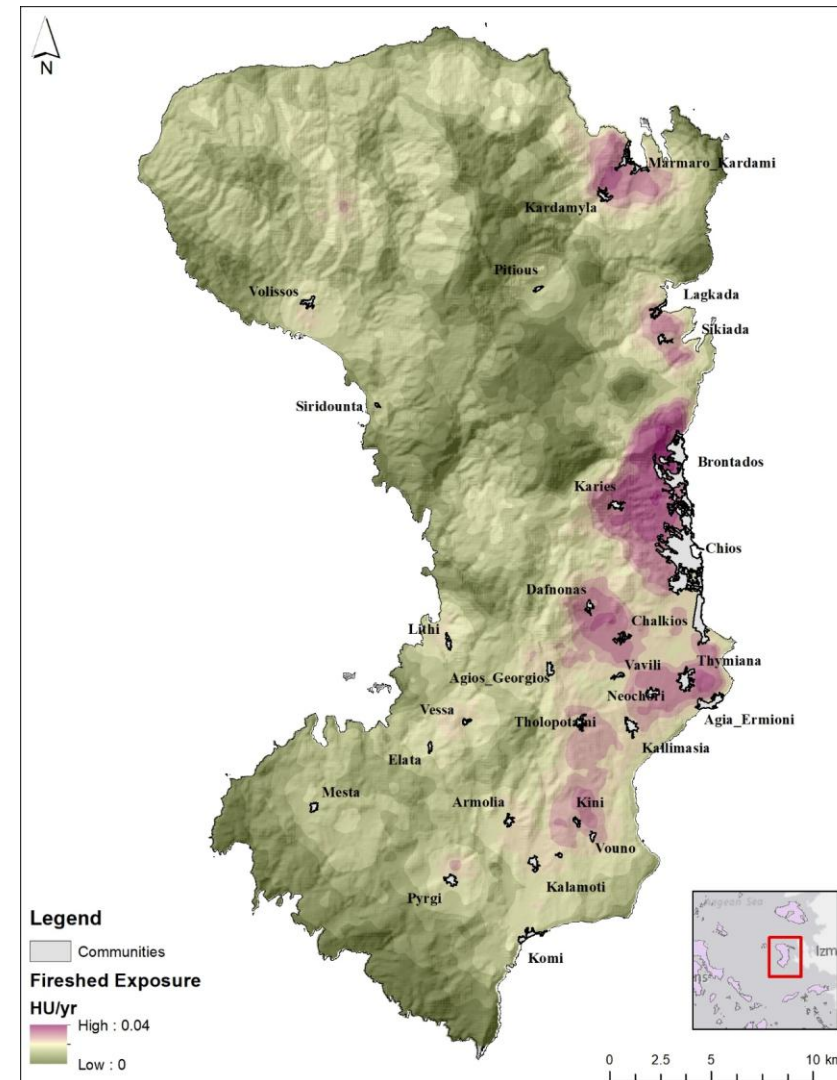 N
Marmaro_Kardami
Kardamyla
Pitious
Volissos
Lagkada
Sikiada
Siridounta
Brontados
Karies
Chios
Dafnonas
Chalkios
Lithi
Agios_Georgios
Vavili
Thymiana
Neochori
Vessa
Tholopotami
Agia_Ermioni
Kallimasia
Elata
Mesta
Armolia
Kini
Vouno
Kalamoti
Pyrgi
Komi
Legend
Communities
Fireshed Exposure
HU/yr
High : 0.04
Low : 0
Aegean Sea
Izm
ns
0 2.5 5 10 km